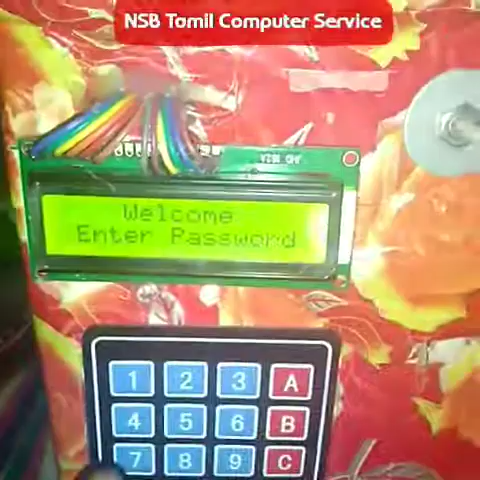 NSB Tamil Computer Service
Welcome
Enter Password
1 2 3 A
4 5 6 B
7 8 9 C